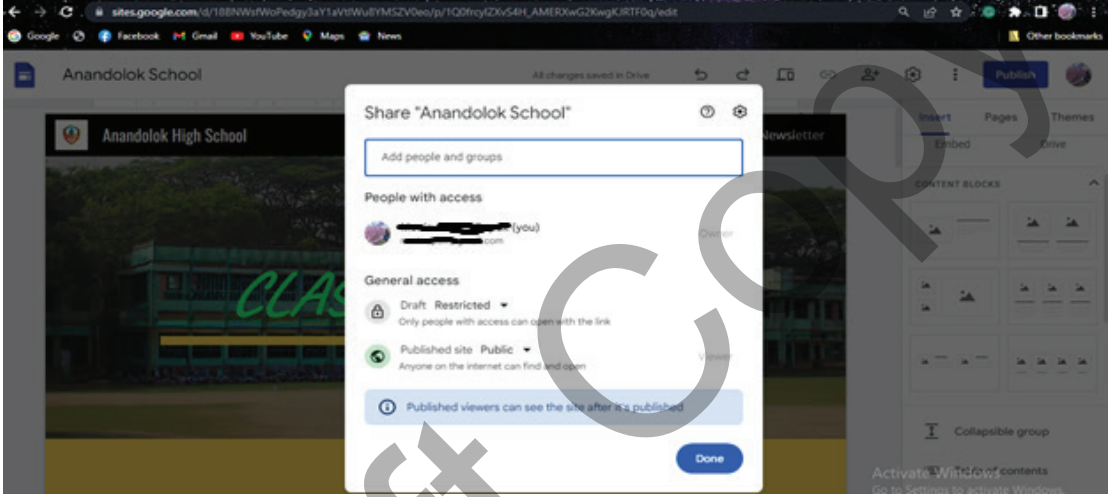 sites.google.com/d/
Google Facebook Gmail YouTube Maps News Other bookmarks
Anandolok School All changes saved in Drive Publish
Share "Anandolok School"
Insert Pages Themes
Anandolok High School Newsletter
Embed Drive
Add people and groups
CONTENT BLOCKS
People with access
(you)
com Owner
CLAS
General access
Draft Restricted
Only people with access can open with the link
Published site Public
Anyone on the internet can find and open Viewer
Published viewers can see the site after it's published
Collapsible group
Done
Activate Windows contents
Go to Settings to activate Windows.
ft Copy